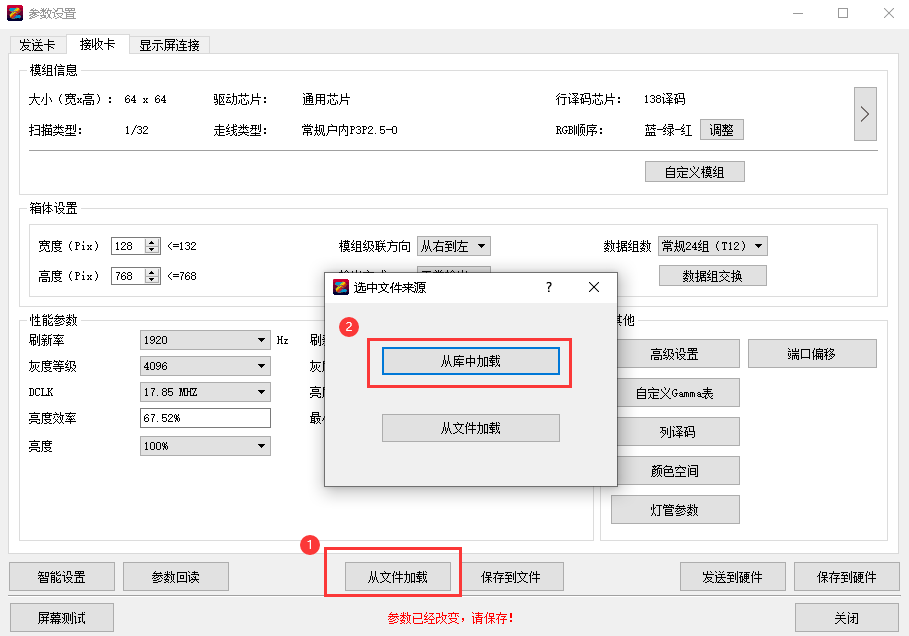 参数设置
发送卡 接收卡 显示屏连接
模组信息
大小（宽x高）： 64 x 64 驱动芯片： 通用芯片 行译码芯片： 138译码
扫描类型： 1/32 走线类型： 常规户内P3P2.5-0 RGB顺序： 蓝-绿-红 调整
自定义模组
箱体设置
宽度（Pix） 128 <=132 模组级联方向 从右到左 数据组数 常规24组（T12）
高度（Pix） 768 <=768 数据组交换
选中文件来源 ?
2
从库中加载
从文件加载
性能参数
刷新率 1920 Hz
灰度等级 4096
DCLK 17.85 MHZ
亮度效率 67.52%
亮度 100%
其他
高级设置 端口偏移
自定义Gamma表
列译码
颜色空间
灯管参数
1
智能设置 参数回读 从文件加载 保存到文件 发送到硬件 保存到硬件
屏幕测试 参数已经改变，请保存！ 关闭